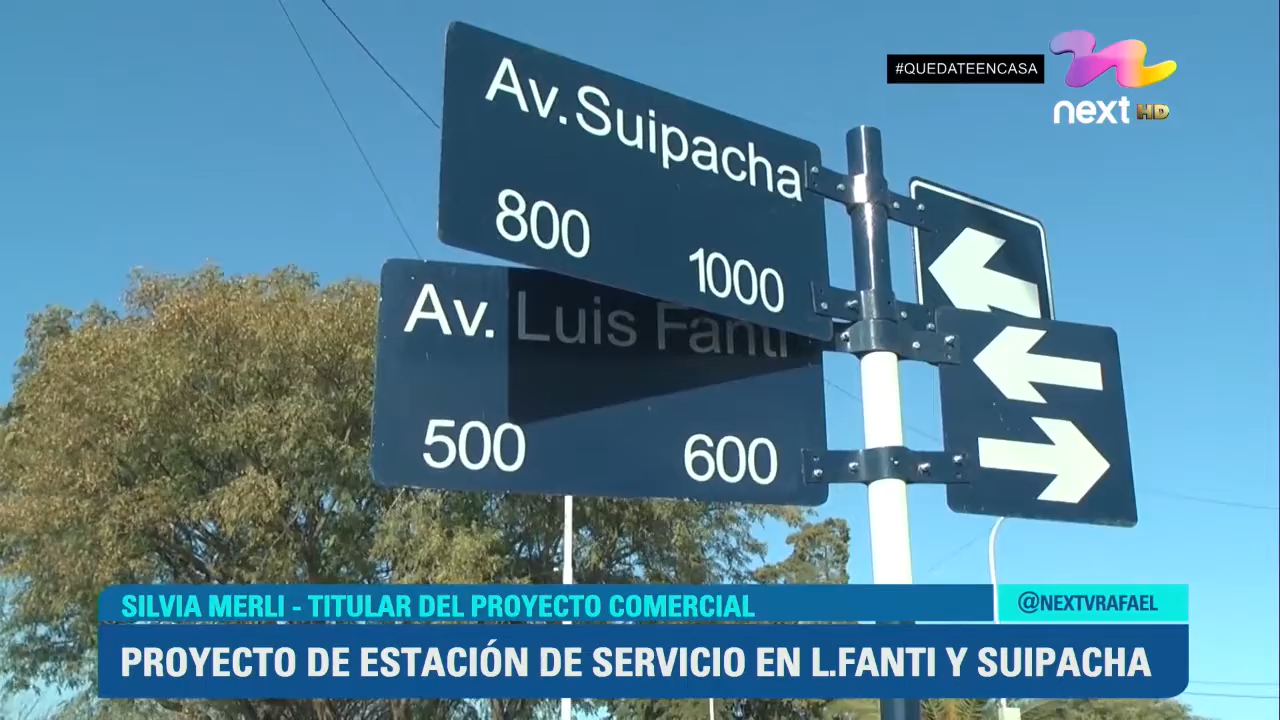 #QUEDATEENCASA
next HD
Av. Suipacha
800 1000
Av. Luis Fanti
500 600
SILVIA MERLI - TITULAR DEL PROYECTO COMERCIAL
@NEXTVRAFAEL
PROYECTO DE ESTACIÓN DE SERVICIO EN L.FANTI Y SUIPACHA